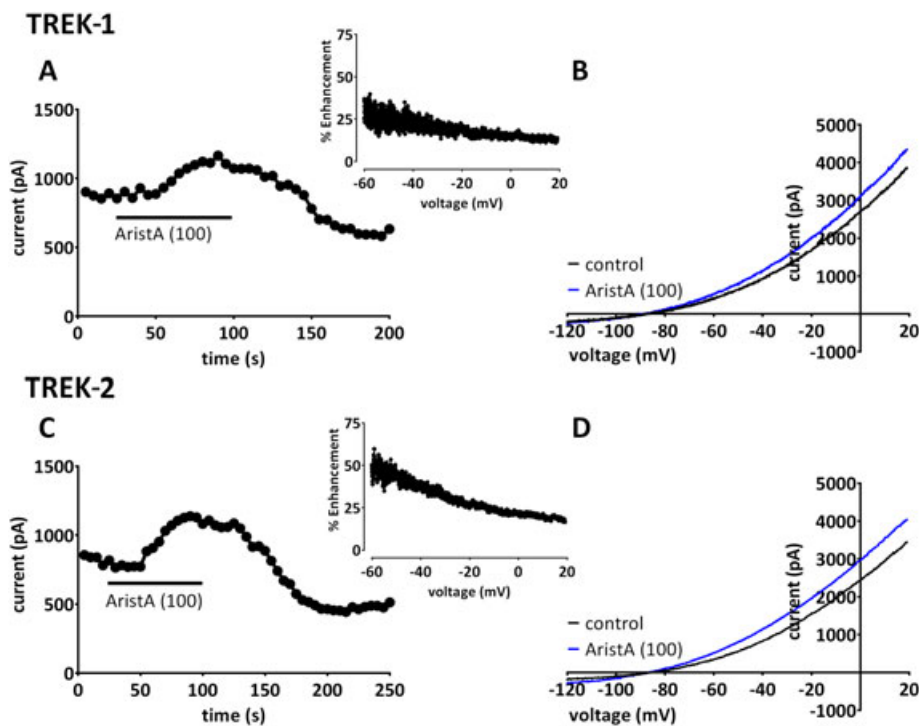 TREK-1
A
1500
1000
500
0
current (pA)
AristA (100)
0 50 100 150 200
time (s)
75
50
25
0
% Enhancement
-60 -40 -20 0 20
voltage (mV)
B
5000
4000
3000
2000
1000
-1000
current (pA)
control
AristA (100)
-120 -100 -80 -60 -40 -20 20
voltage (mV)
TREK-2
C
1500
1000
500
0
current (pA)
AristA (100)
0 50 100 150 200 250
time (s)
75
50
25
0
% Enhancement
-60 -40 -20 0 20
voltage (mV)
D
5000
4000
3000
2000
1000
-1000
current (pA)
control
AristA (100)
-120 -100 -80 -60 -40 -20 20
voltage (mV)